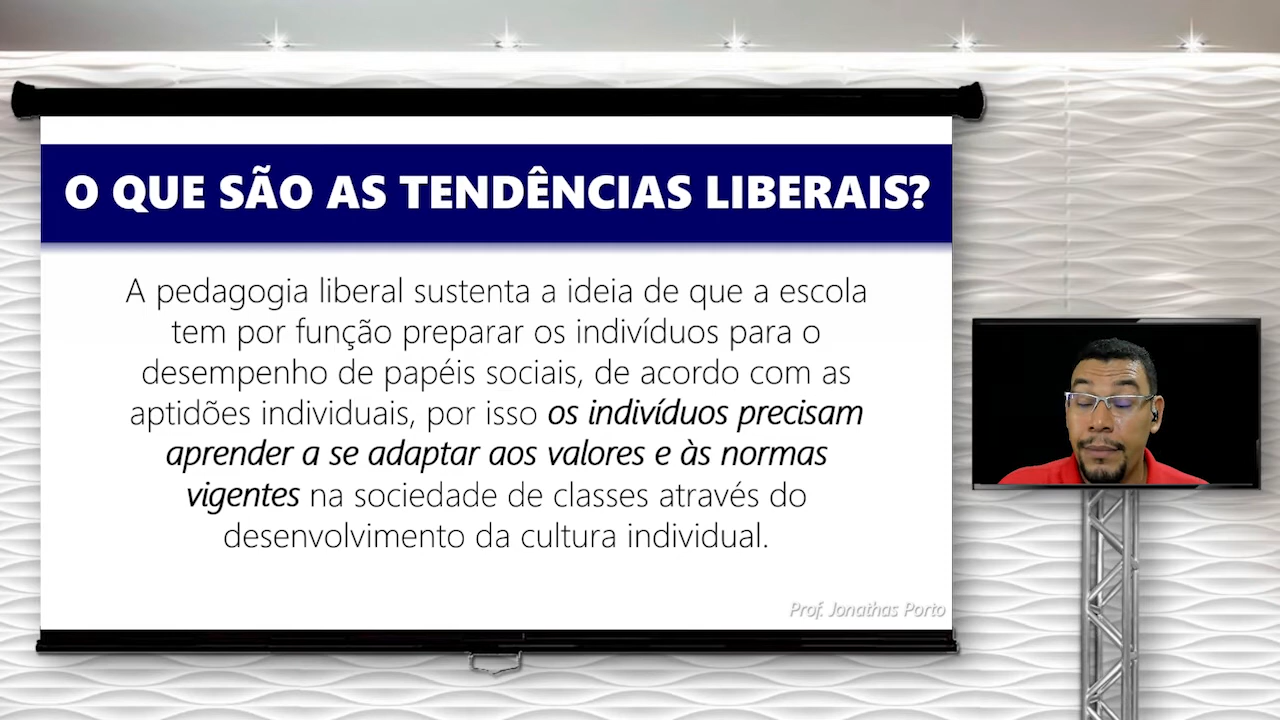 O QUE SÃO AS TENDÊNCIAS LIBERAIS?
A pedagogia liberal sustenta a ideia de que a escola
tem por função preparar os indivíduos para o
desempenho de papéis sociais, de acordo com as
aptidões individuais, por isso os indivíduos precisam
aprender a se adaptar aos valores e às normas
vigentes na sociedade de classes através do
desenvolvimento da cultura individual.
Prof. Jonathas Porto